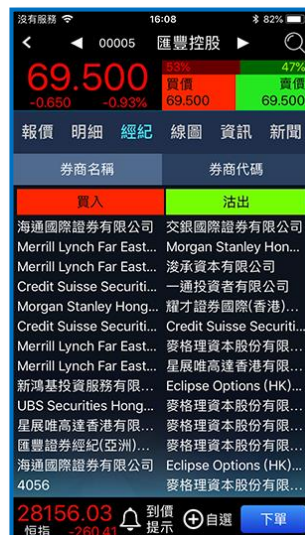 沒有服務 16:08 82%
00005 匯豐控股
69.500
-0.650 -0.93%
53% 47%
買價 賣價
69.500 69.500
報價 明細 經紀 線圖 資訊 新聞
券商名稱 券商代碼
買入 沽出
海通國際證券有限公司 交銀國際證券有限公司
Merrill Lynch Far East... Morgan Stanley Hon...
Merrill Lynch Far East... 浚承資本有限公司
Credit Suisse Securiti... 一通投資者有限公司
Morgan Stanley Hong... 耀才證券國際(香港)...
Credit Suisse Securiti... Credit Suisse Securiti...
Merrill Lynch Far East... 麥格理資本股份有限...
Merrill Lynch Far East... 星展唯高達香港有限...
新鴻基投資服務有限... Eclipse Options (HK)...
UBS Securities Hong... 麥格理資本股份有限...
星展唯高達香港有限... 麥格理資本股份有限...
匯豐證券經紀(亞洲)... 麥格理資本股份有限...
海通國際證券有限公司 Eclipse Options (HK)...
4056 麥格理資本股份有限...
28156.03 到價 自選 下單
恒指 -260.41 提示